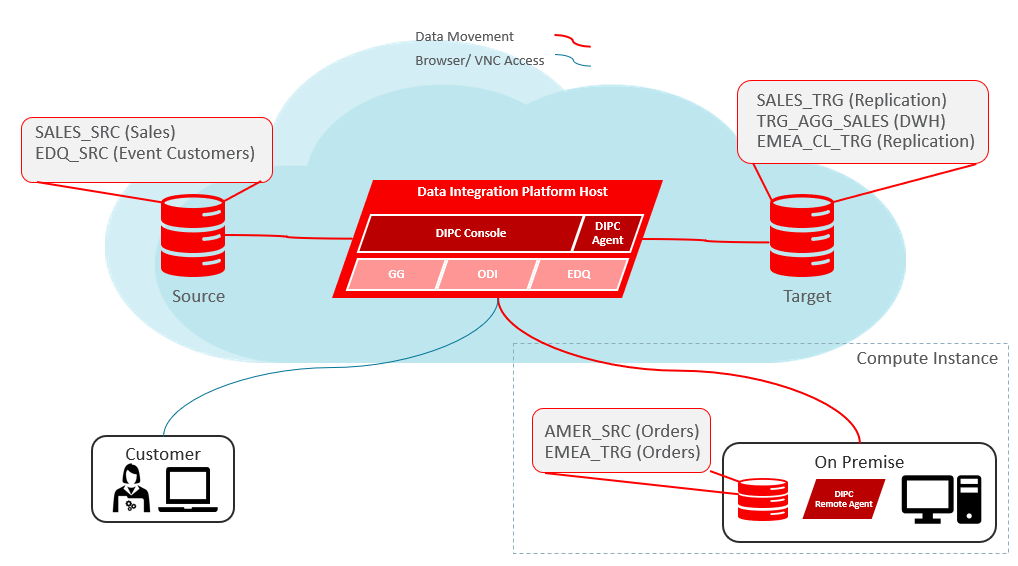 Data Movement
Browser/ VNC Access
SALES_SRC (Sales)
EDQ_SRC (Event Customers)
SALES_TRG (Replication)
TRG_AGG_SALES (DWH)
EMEA_CL_TRG (Replication)
Data Integration Platform Host
DIPC Console
DIPC
Agent
GG
ODI
EDQ
Source
Target
Compute Instance
AMER_SRC (Orders)
EMEA_TRG (Orders)
Customer
On Premise
DIPC
Remote Agent